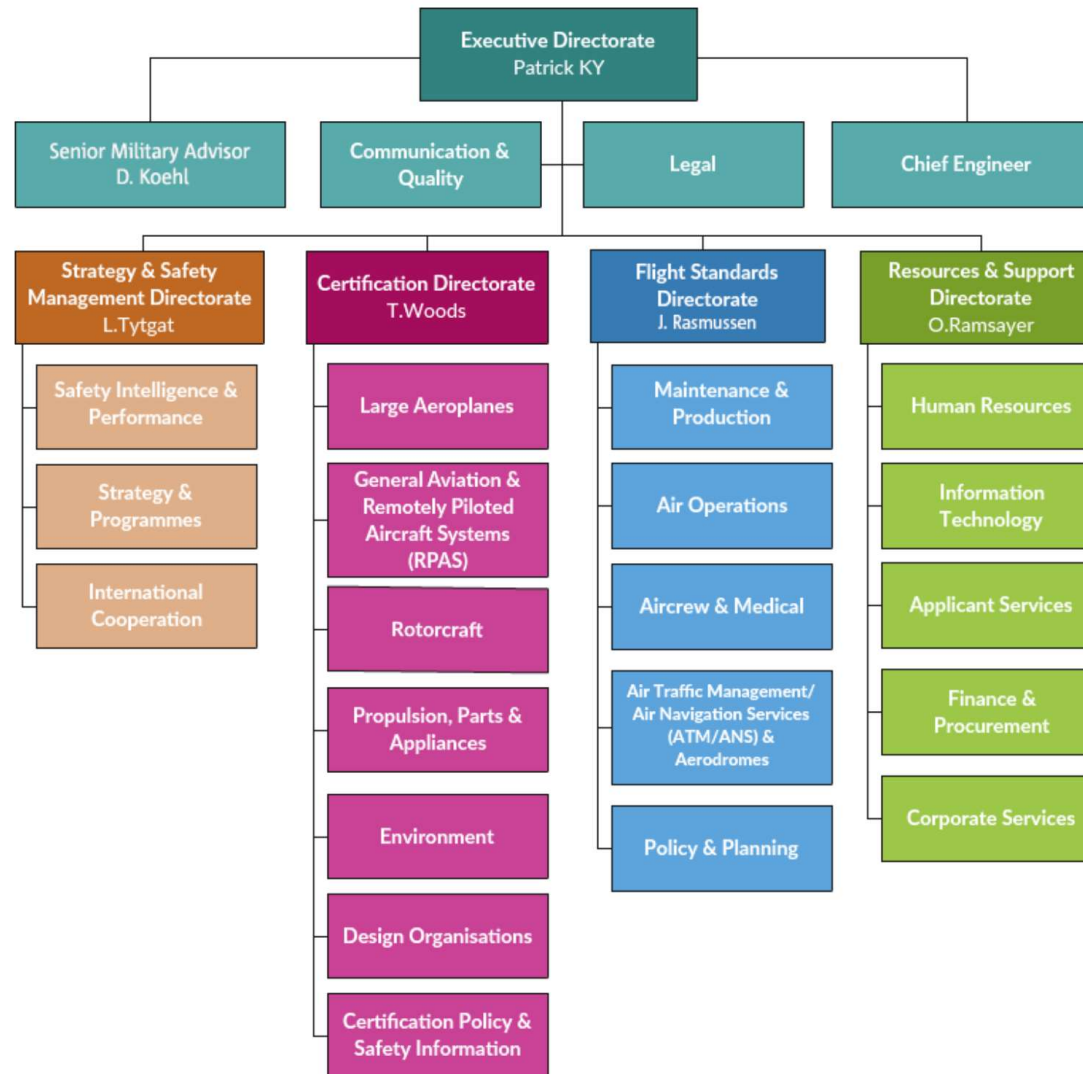 Executive Directorate
Patrick KY
Senior Military Advisor
D. Koehl
Communication &
Quality
Legal
Chief Engineer
Strategy & Safety
Management Directorate
L.Tytgat
Safety Intelligence &
Performance
Strategy &
Programmes
International
Cooperation
Certification Directorate
T.Woods
Large Aeroplanes
General Aviation &
Remotely Piloted
Aircraft Systems
(RPAS)
Rotorcraft
Propulsion, Parts &
Appliances
Environment
Design Organisations
Certification Policy &
Safety Information
Flight Standards
Directorate
J. Rasmussen
Maintenance &
Production
Air Operations
Aircrew & Medical
Air Traffic Management/
Air Navigation Services
(ATM/ANS) &
Aerodromes
Policy & Planning
Resources & Support
Directorate
O.Ramsayer
Human Resources
Information
Technology
Applicant Services
Finance &
Procurement
Corporate Services